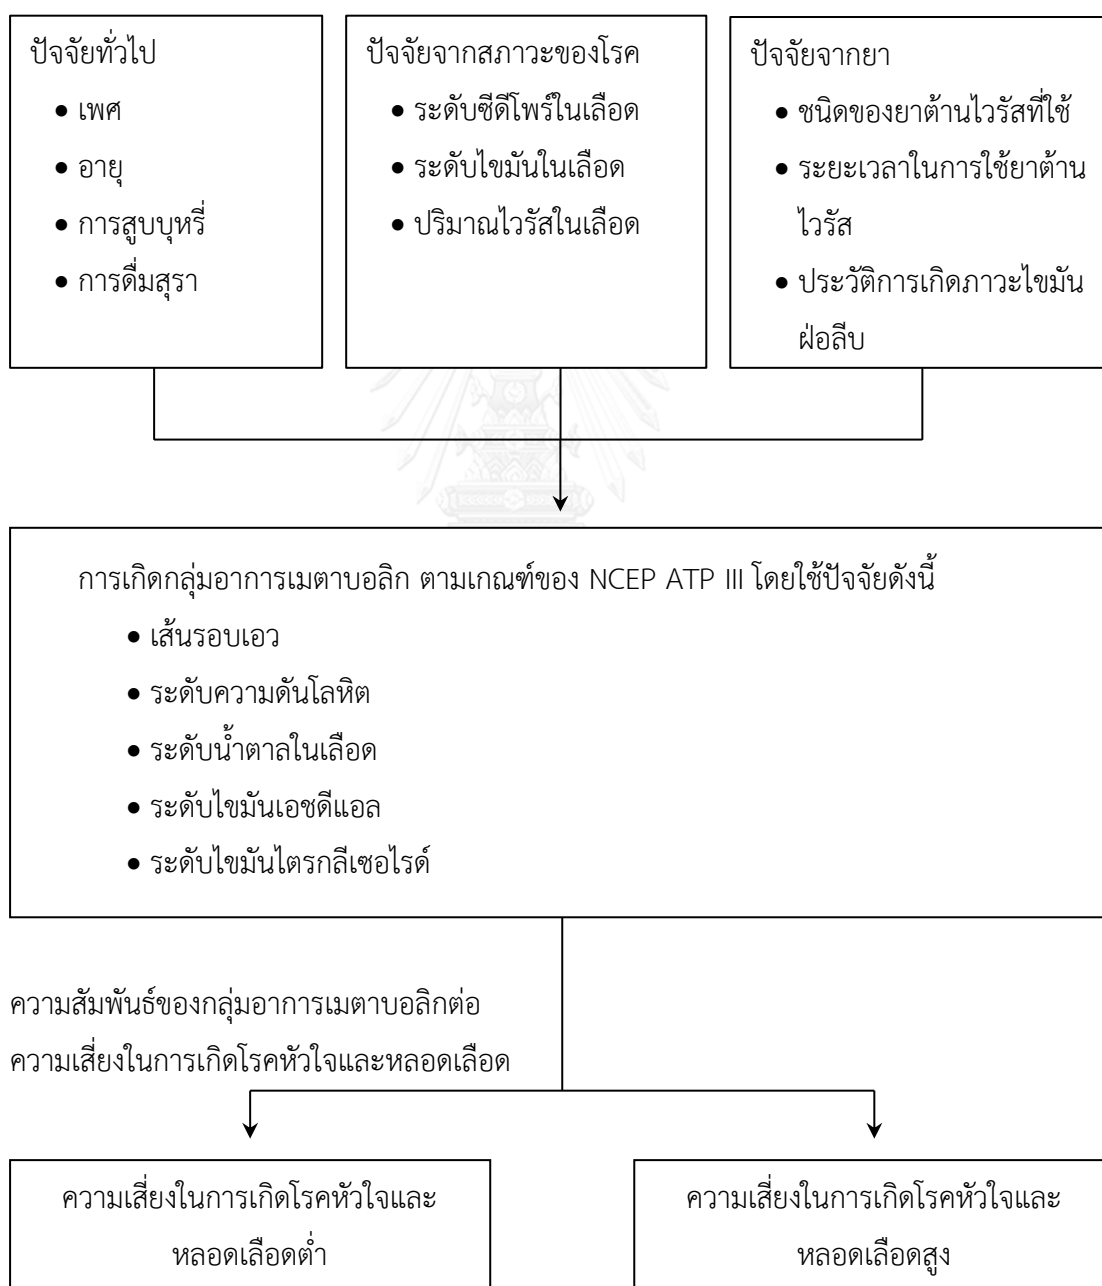 ปัจจัยทั่วไป
• เพศ
• อายุ
• การสูบบุหรี่
• การดื่มสุรา
ปัจจัยจากสภาวะของโรค
• ระดับซีดีโฟร์ในเลือด
• ระดับไขมันในเลือด
• ปริมาณไวรัสในเลือด
ปัจจัยจากยา
• ชนิดของยาต้านไวรัสที่ใช้
• ระยะเวลาในการใช้ยาต้าน
ไวรัส
• ประวัติการเกิดภาวะไขมัน
ฝ่อลีบ
การเกิดกลุ่มอาการเมตาบอลิก ตามเกณฑ์ของ NCEP ATP III โดยใช้ปัจจัยดังนี้
• เส้นรอบเอว
• ระดับความดันโลหิต
• ระดับน้ำตาลในเลือด
• ระดับไขมันเอชดีแอล
• ระดับไขมันไตรกลีเซอไรด์
ความสัมพันธ์ของกลุ่มอาการเมตาบอลิกต่อ
ความเสี่ยงในการเกิดโรคหัวใจและหลอดเลือด
ความเสี่ยงในการเกิดโรคหัวใจและ
หลอดเลือดต่ำ
ความเสี่ยงในการเกิดโรคหัวใจและ
หลอดเลือดสูง